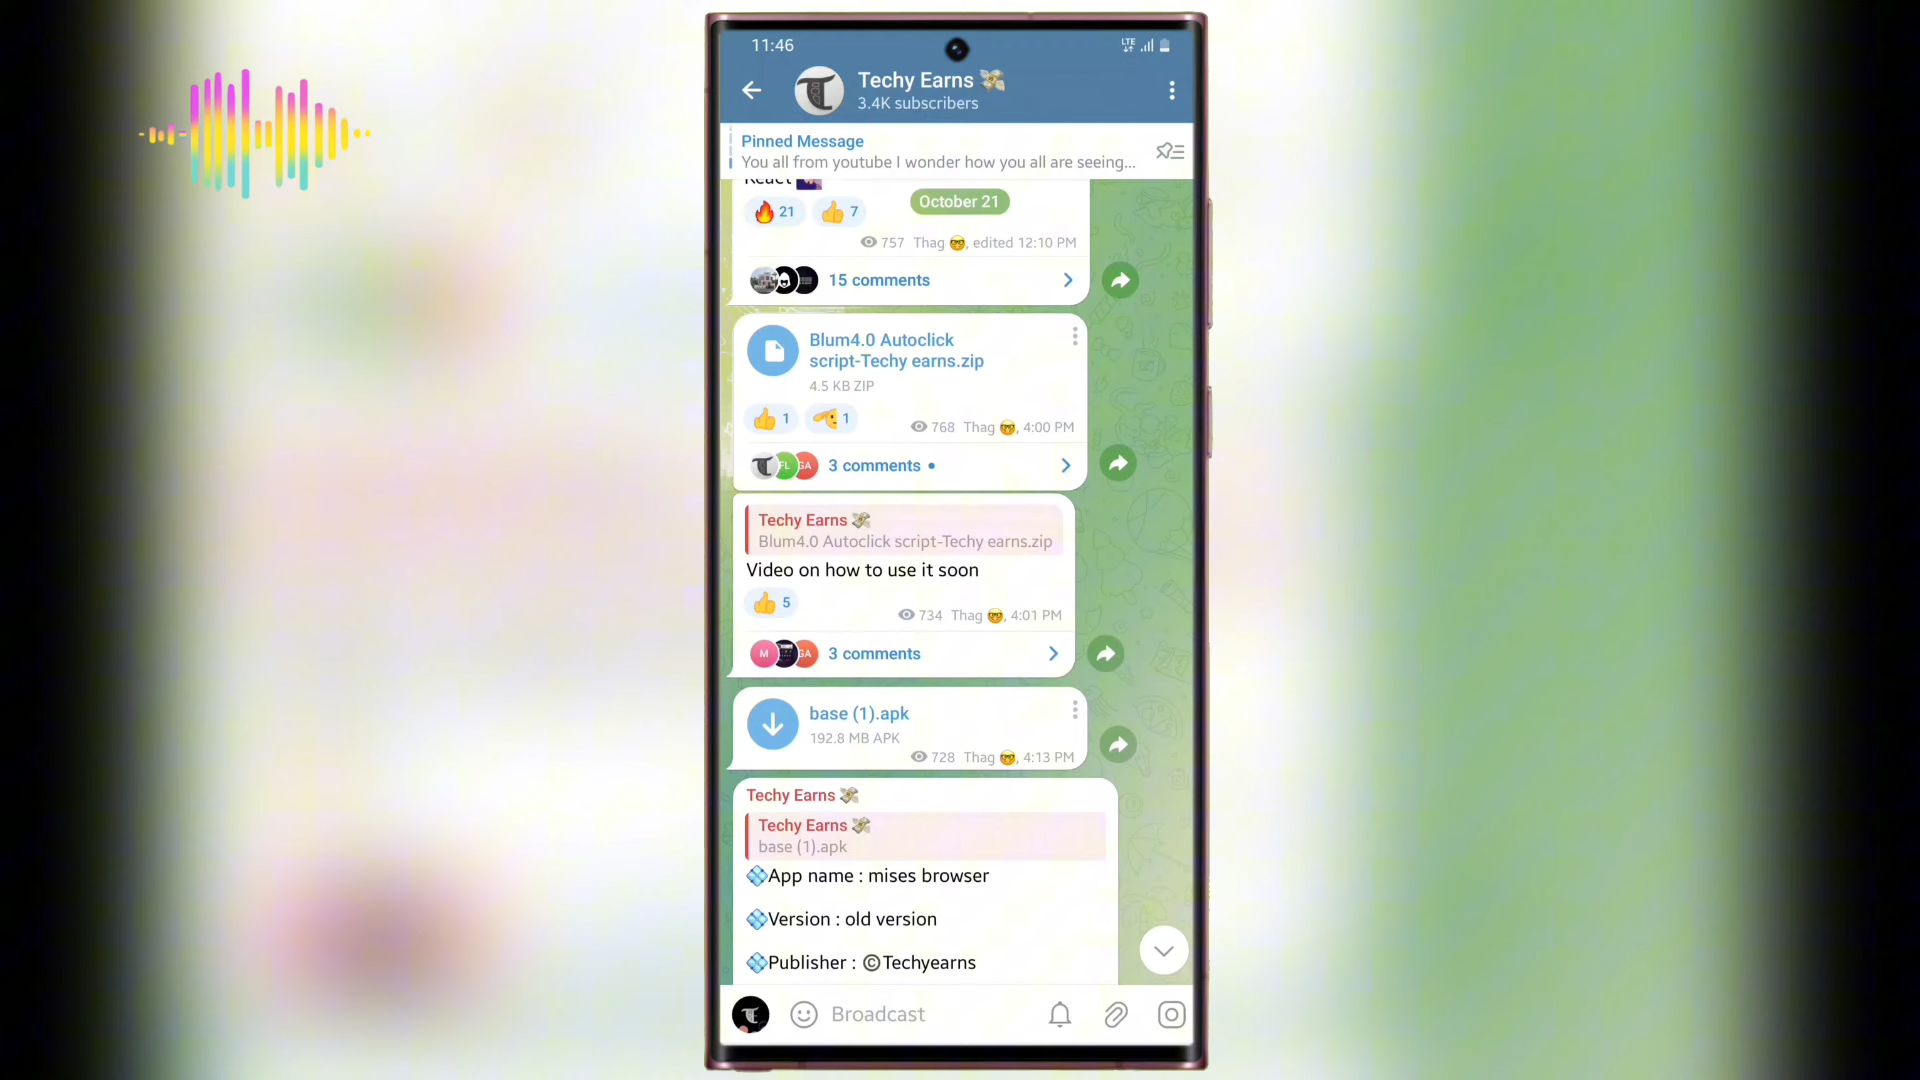 11:46
LTE
Techy Earns
3.4K subscribers
Pinned Message
You all from youtube I wonder how you all are seeing...
React
October 21
21
7
757 Thag , edited 12:10 PM
15 comments
Blum4.0 Autoclick
script-Techy earns.zip
4.5 KB ZIP
1
1
768 Thag , 4:00 PM
FL
GA
3 comments
Techy Earns
Blum4.0 Autoclick script-Techy earns.zip
Video on how to use it soon
5
734 Thag , 4:01 PM
M
GA
3 comments
base (1).apk
192.8 MB APK
728 Thag , 4:13 PM
Techy Earns
Techy Earns
base (1).apk
App name : mises browser
Version : old version
Publisher : ©Techyearns
Broadcast